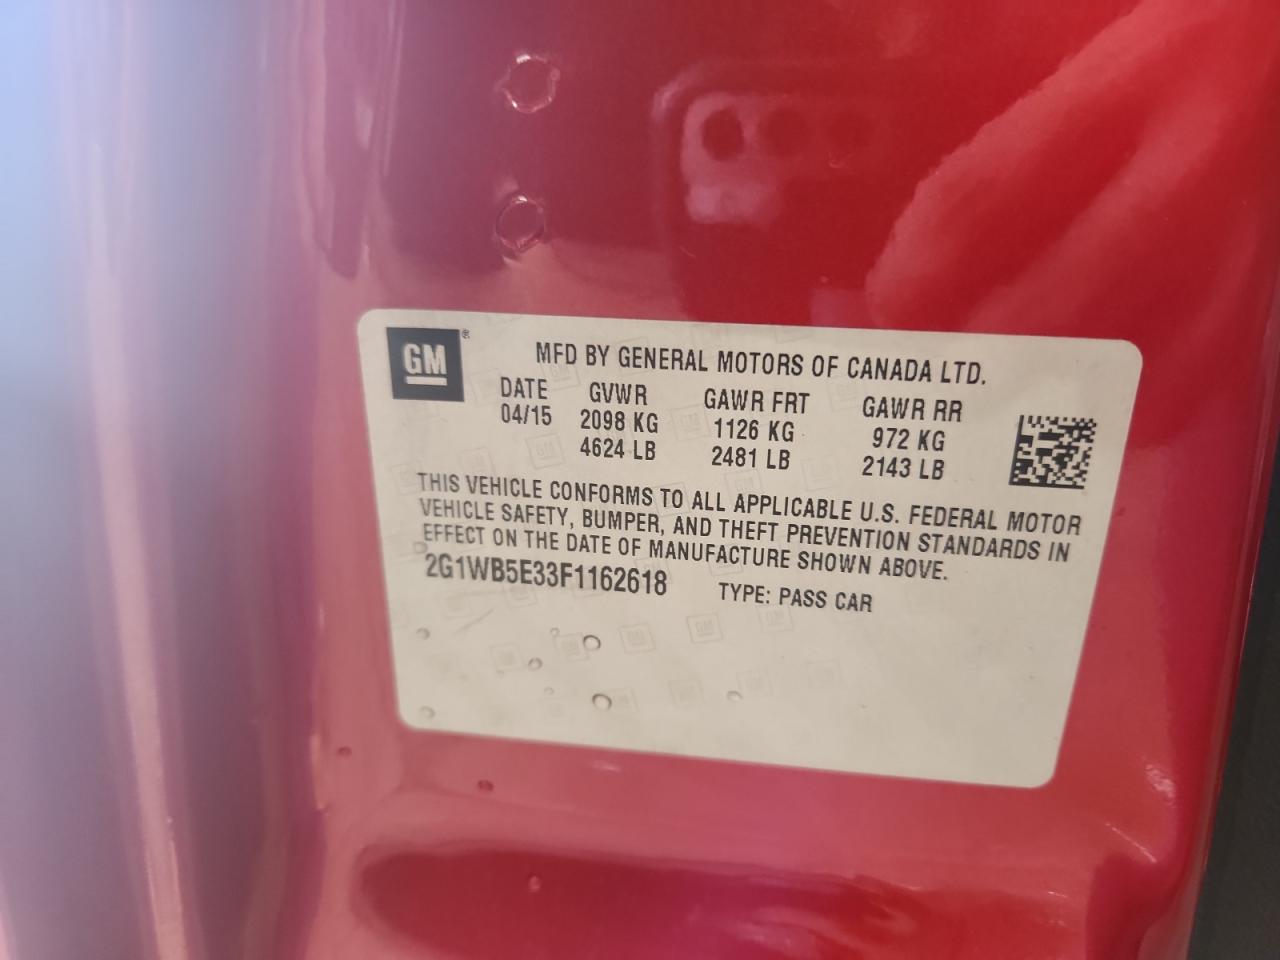 GM ®
MFD BY GENERAL MOTORS OF CANADA LTD.
DATE GVWR GAWR FRT GAWR RR
04/15 2098 KG 1126 KG 972 KG
4624 LB 2481 LB 2143 LB
THIS VEHICLE CONFORMS TO ALL APPLICABLE U.S. FEDERAL MOTOR
VEHICLE SAFETY, BUMPER, AND THEFT PREVENTION STANDARDS IN
EFFECT ON THE DATE OF MANUFACTURE SHOWN ABOVE.
2G1WB5E33F1162618 TYPE: PASS CAR